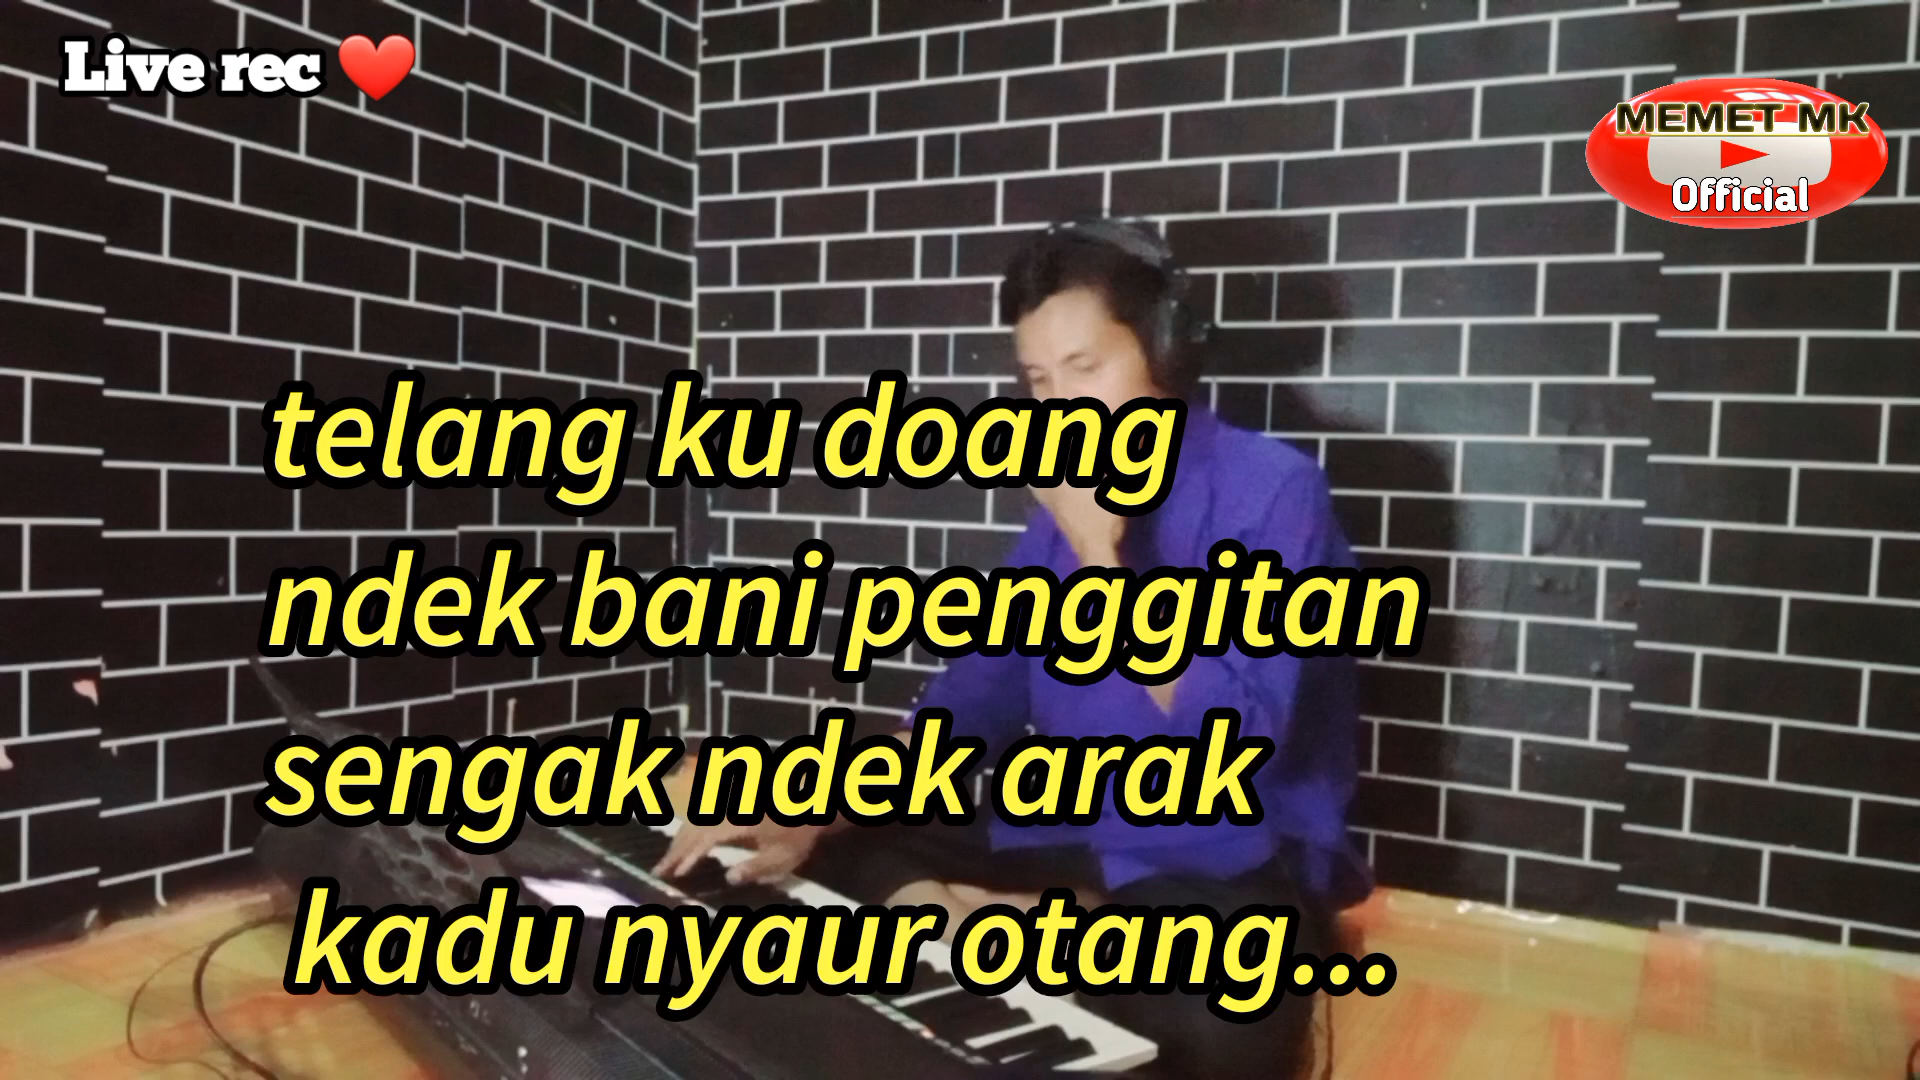 Live rec ❤️
MEMET MK
Official
telang ku doang
ndek bani penggitan
sengak ndek arak
kadu nyaur otang...